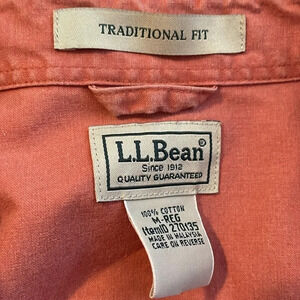 TRADITIONAL FIT
L.L.Bean®
Since 1912
QUALITY GUARANTEED
100% COTTON
M-REG
ItemID 270135
MADE IN MALAYSIA
CARE ON REVERSE